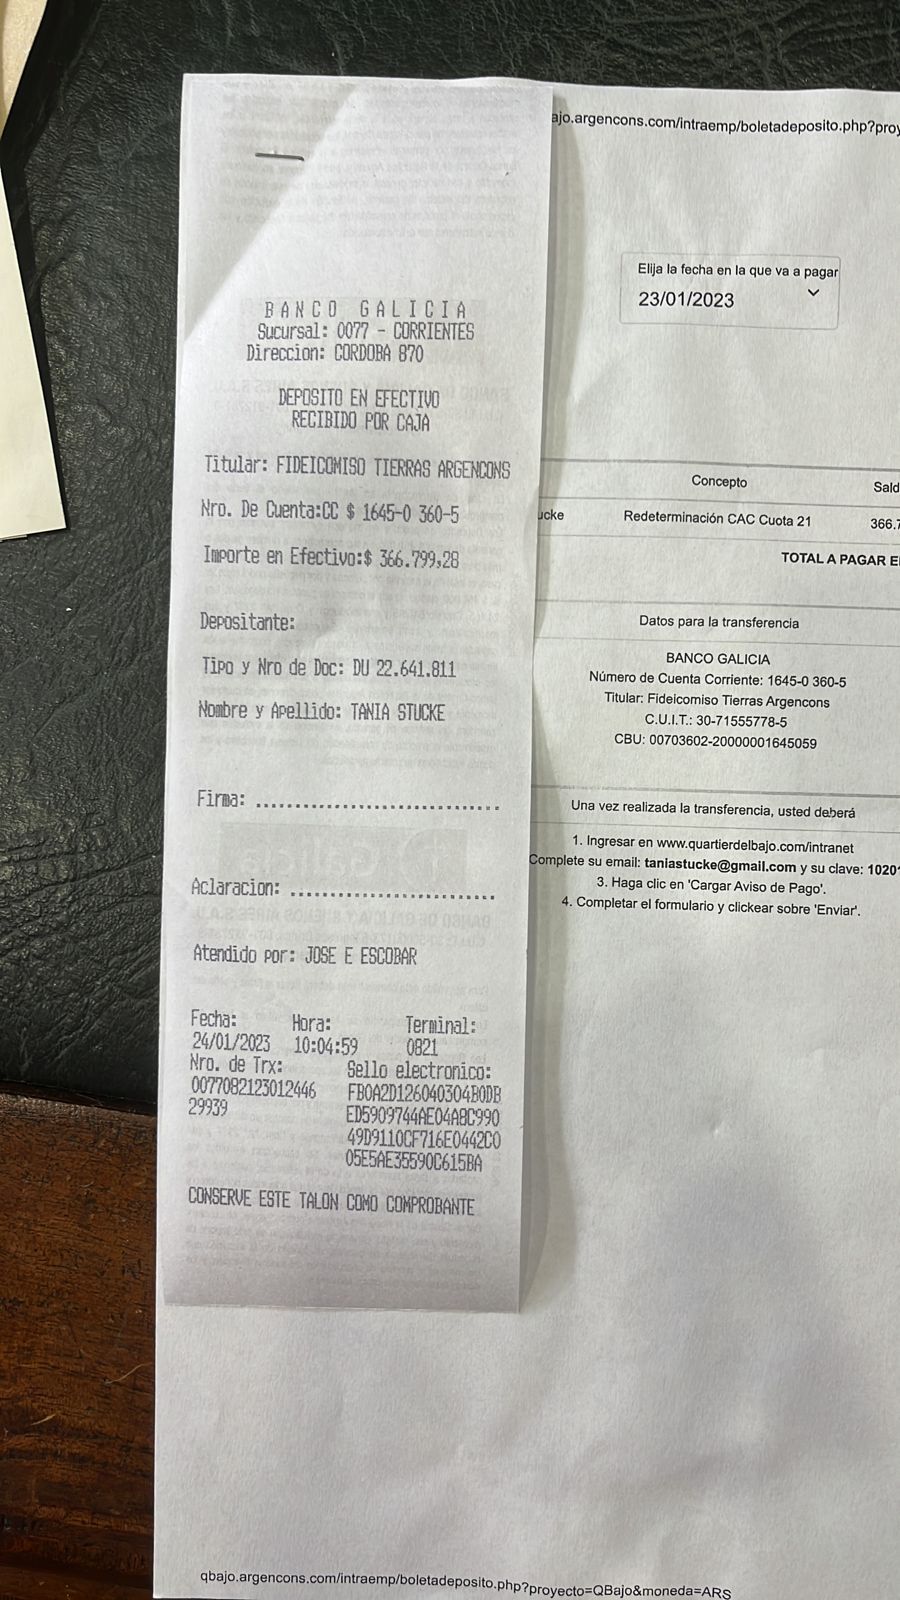 BANCO GALICIA
Sucursal: 0077 - CORRIENTES
Direccion: CORDOBA 870
DEPOSITO EN EFECTIVO
RECIBIDO POR CAJA
Titular: FIDEICOMISO TIERRAS ARGENCONS
Nro. De Cuenta:CC $ 1645-0 360-5
Importe en Efectivo:$ 366.799,28
Depositante:
Tipo y Nro de Doc: DU 22.641.811
Nombre y Apellido: TANIA STUCKE
Firma: ..............................
Aclaracion: ..........................
Atendido por: JOSE E ESCOBAR
Fecha: Hora: Terminal:
24/01/2023 10:04:59 0821
Nro. de Trx: Sello electronico:
0077082123012446 FB0A2D126040304B0DB
29939 ED5909744AE04A8C990
49D9110CF716E0442C0
05E5AE35590C615BA
CONSERVE ESTE TALON COMO COMPROBANTE
ajo.argencons.com/intraemp/boletadeposito.php?proy
Elija la fecha en la que va a pagar
23/01/2023
Concepto Sald
ucke Redeterminación CAC Cuota 21 366.7
TOTAL A PAGAR E
Datos para la transferencia
BANCO GALICIA
Número de Cuenta Corriente: 1645-0 360-5
Titular: Fideicomiso Tierras Argencons
C.U.I.T.: 30-71555778-5
CBU: 00703602-20000001645059
Una vez realizada la transferencia, usted deberá
1. Ingresar en www.quartierdelbajo.com/intranet
Complete su email: taniastucke@gmail.com y su clave: 1020
3. Haga clic en 'Cargar Aviso de Pago'.
4. Completar el formulario y clickear sobre 'Enviar'.
qbajo.argencons.com/intraemp/boletadeposito.php?proyecto=QBajo&moneda=ARS